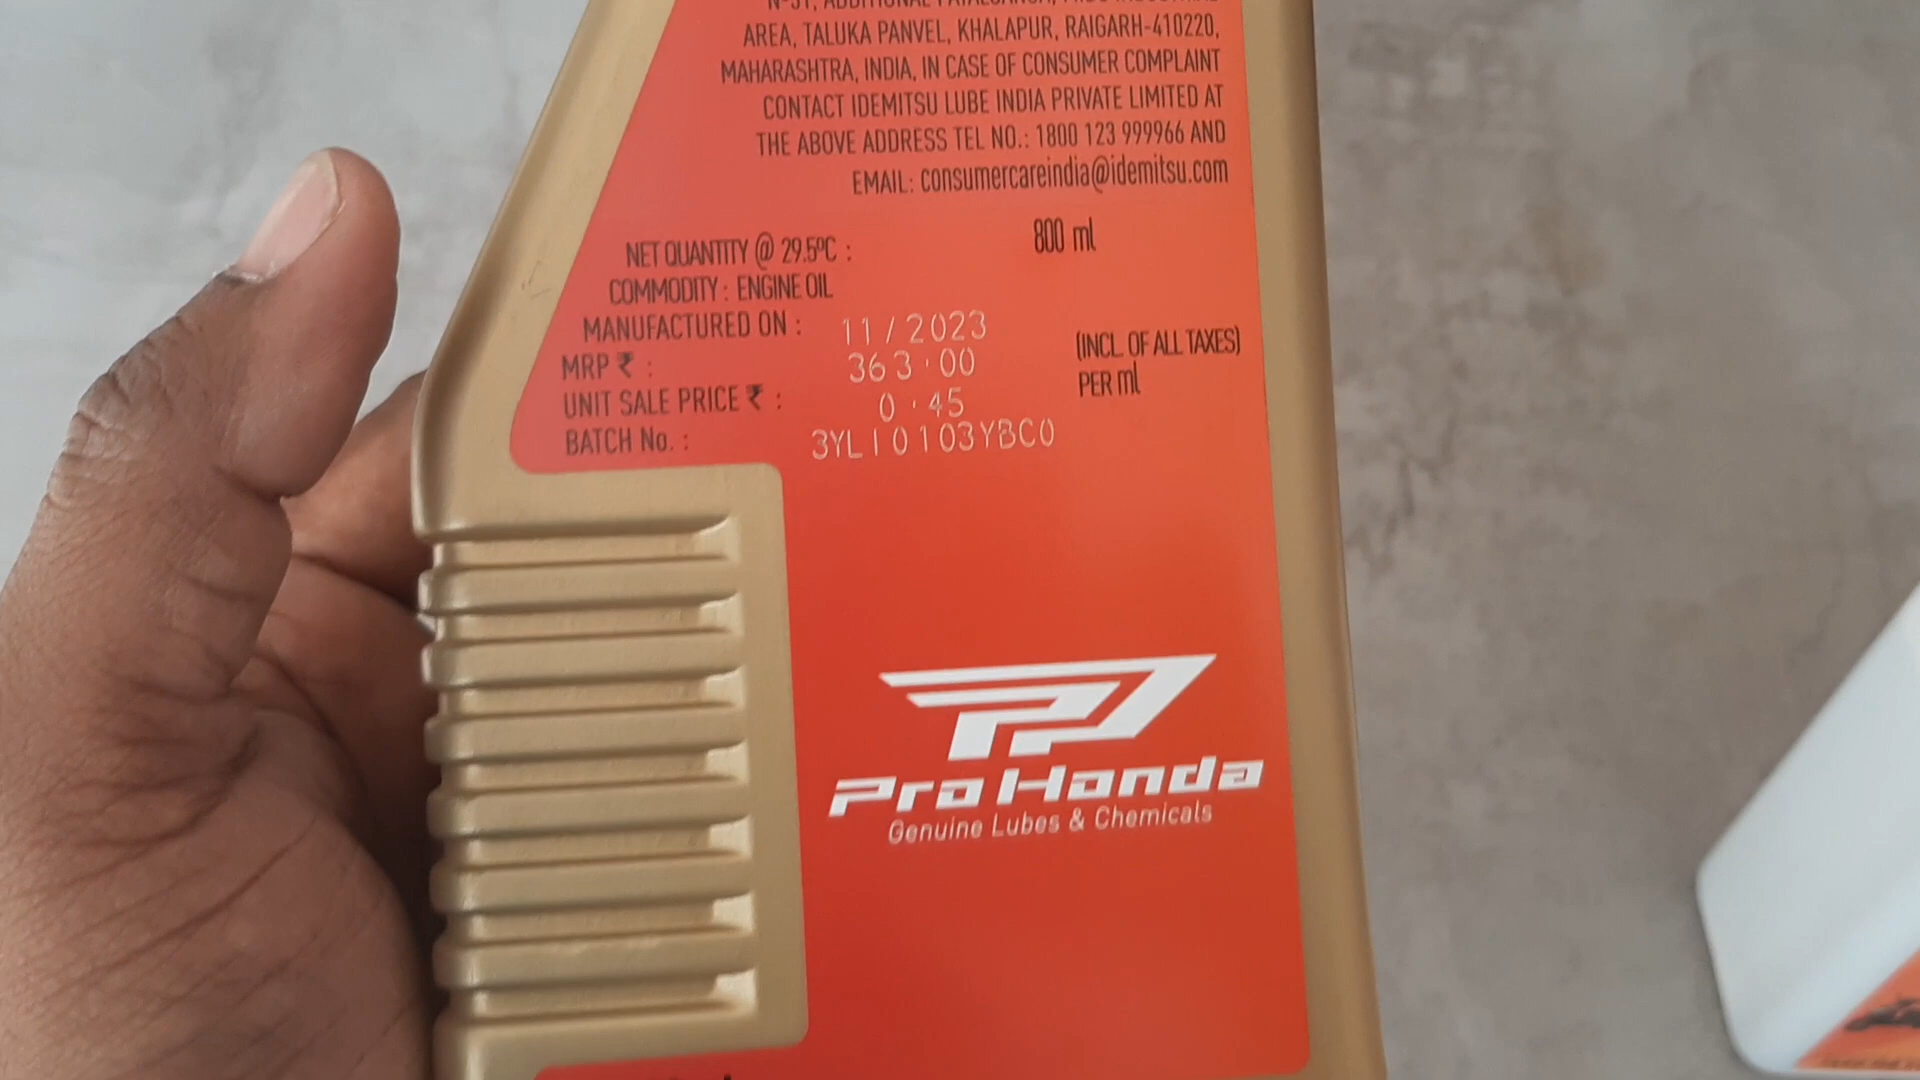 AREA, TALUKA PANVEL, KHALAPUR, RAIGARH-410220,
MAHARASHTRA, INDIA, IN CASE OF CONSUMER COMPLAINT
CONTACT IDEMITSU LUBE INDIA PRIVATE LIMITED AT
THE ABOVE ADDRESS TEL NO.: 1800 123 999966 AND
EMAIL: consumercareindia@idemitsu.com
NET QUANTITY @ 29.5ºC : 800 ml
COMMODITY : ENGINE OIL
MANUFACTURED ON : 11/2023
MRP ₹ : 363.00 (INCL. OF ALL TAXES)
UNIT SALE PRICE ₹ : 0.45 PER ml
BATCH No. : 3YL10103YBC0
Pro Honda
Genuine Lubes & Chemicals